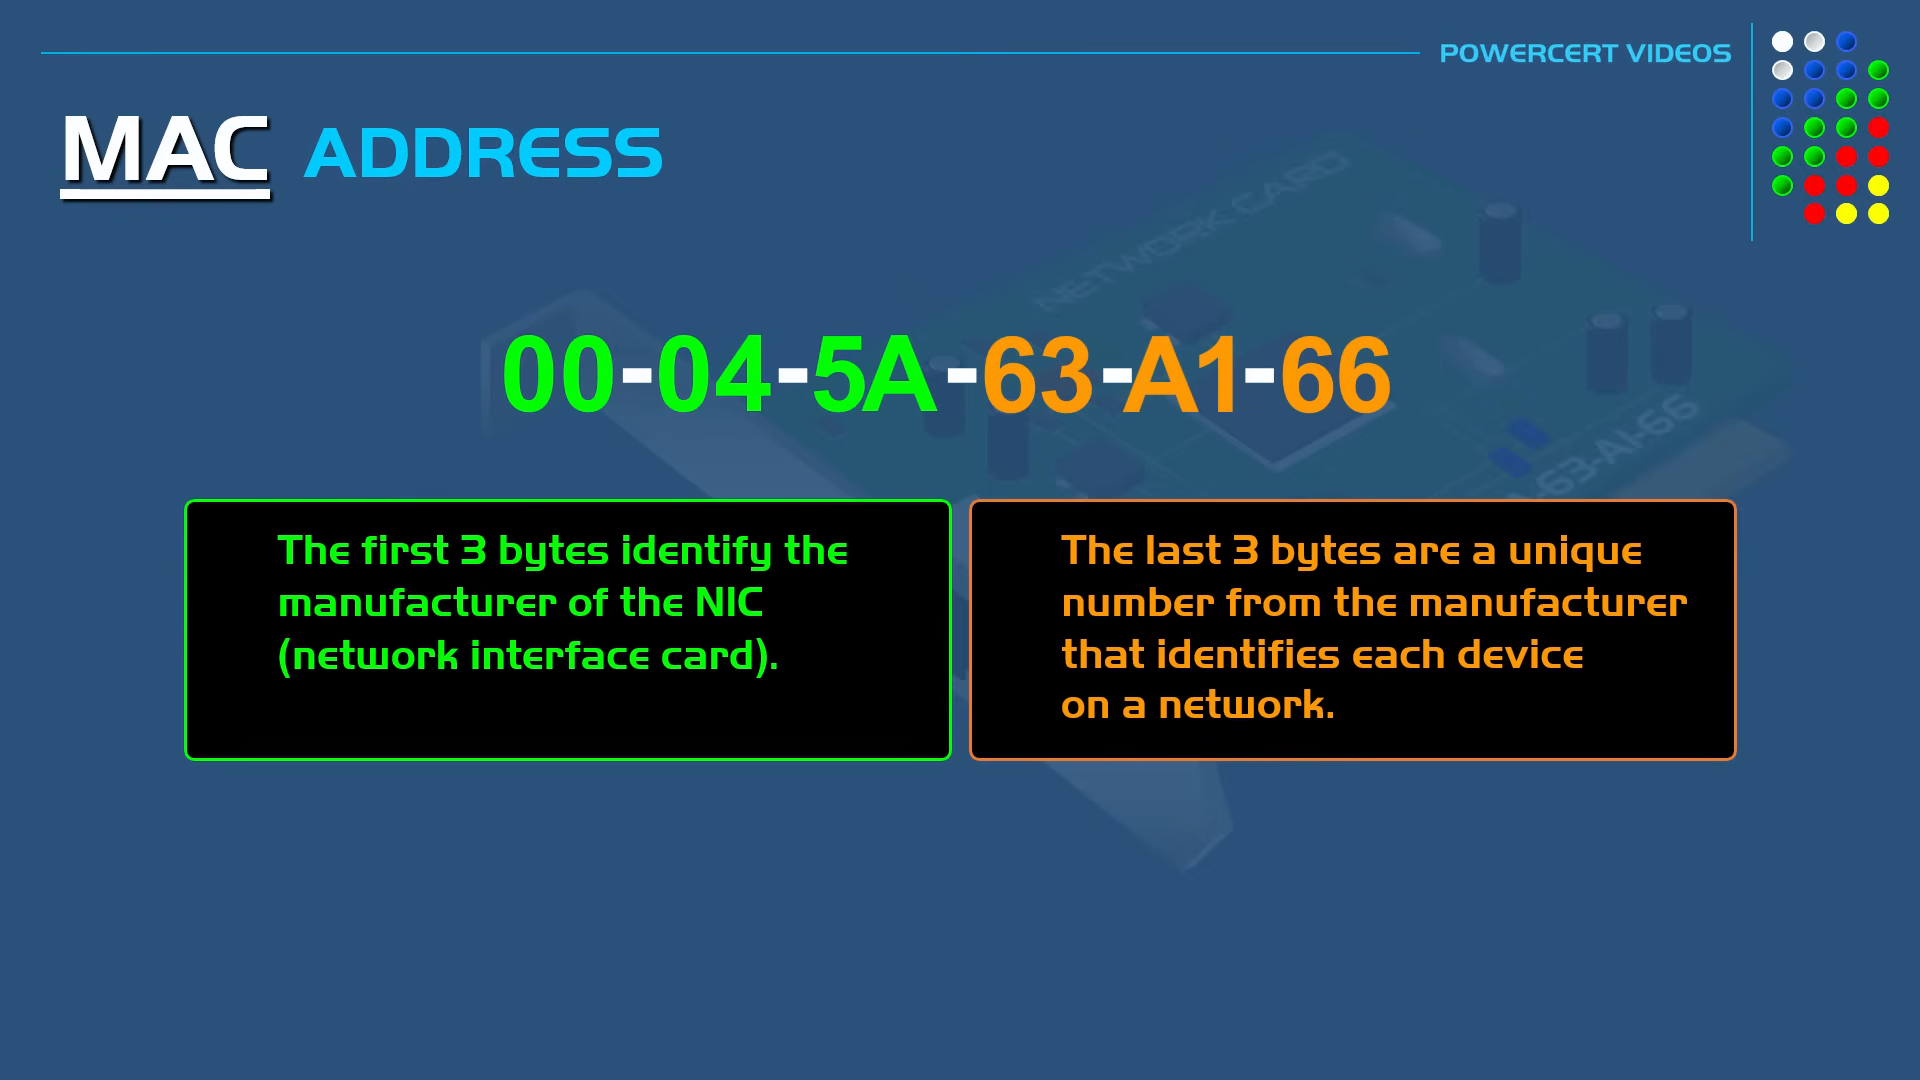 POWERCERT VIDEOS
MAC ADDRESS
NETWORK CARD
00-04-5A-63-A1-66
-63-A1-66
The first 3 bytes identify the
manufacturer of the NIC
(network interface card).
The last 3 bytes are a unique
number from the manufacturer
that identifies each device
on a network.